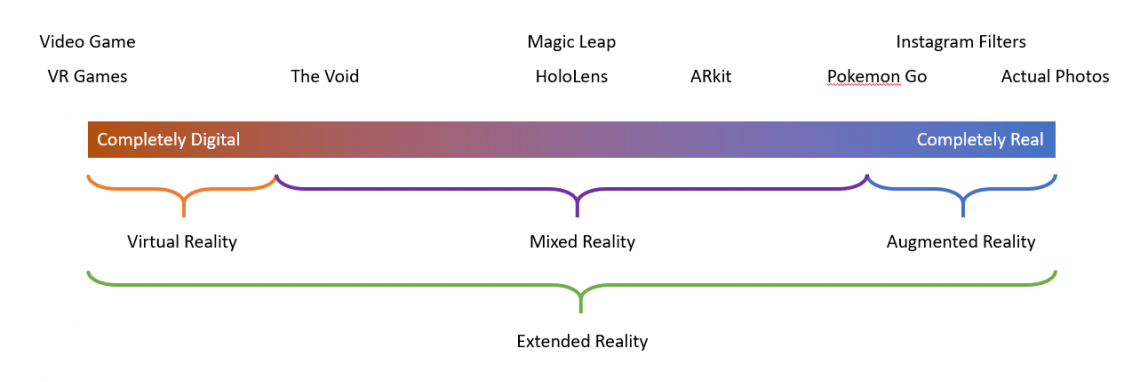 Video Game Magic Leap Instagram Filters
VR Games The Void HoloLens ARkit Pokemon Go Actual Photos
Completely Digital Completely Real
Virtual Reality Mixed Reality Augmented Reality
Extended Reality